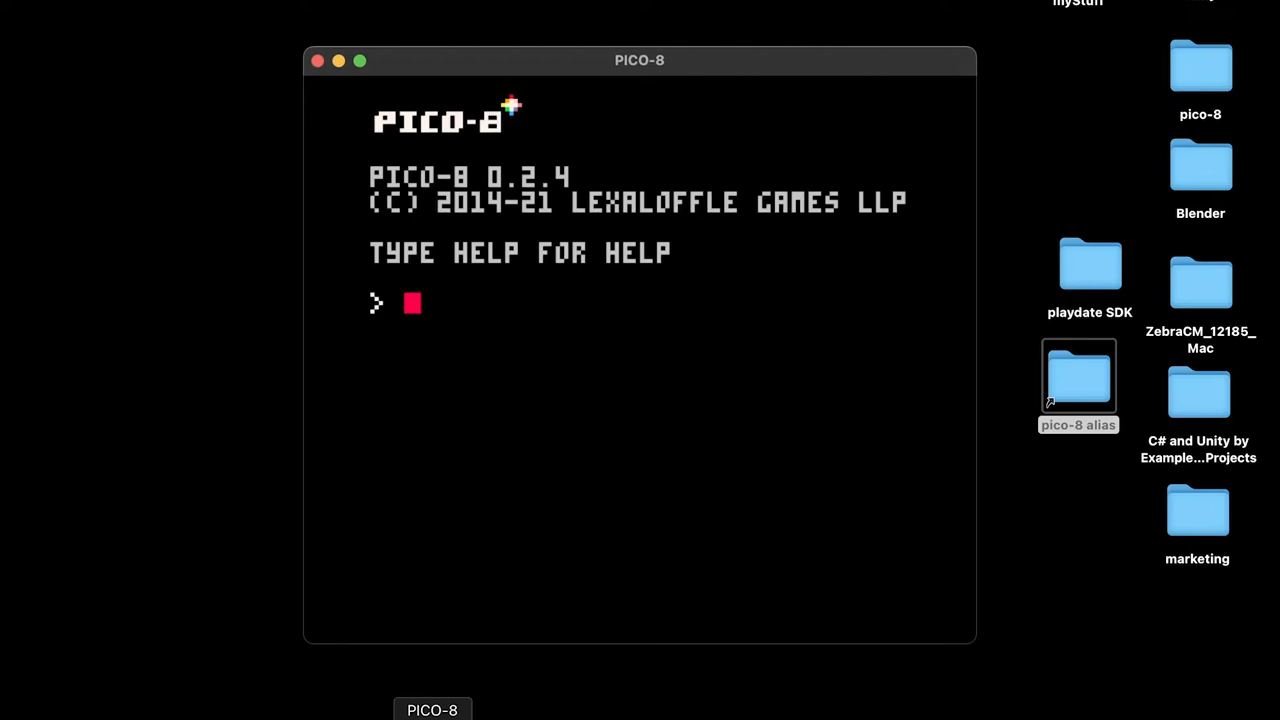 myStuff
PICO-8
PICO-8
PICO-8 0.2.4
(C) 2014-21 LEXALOFFLE GAMES LLP
TYPE HELP FOR HELP
>
pico-8
Blender
playdate SDK
ZebraCM_12185_
Mac
pico-8 alias
C# and Unity by
Example...Projects
marketing
PICO-8